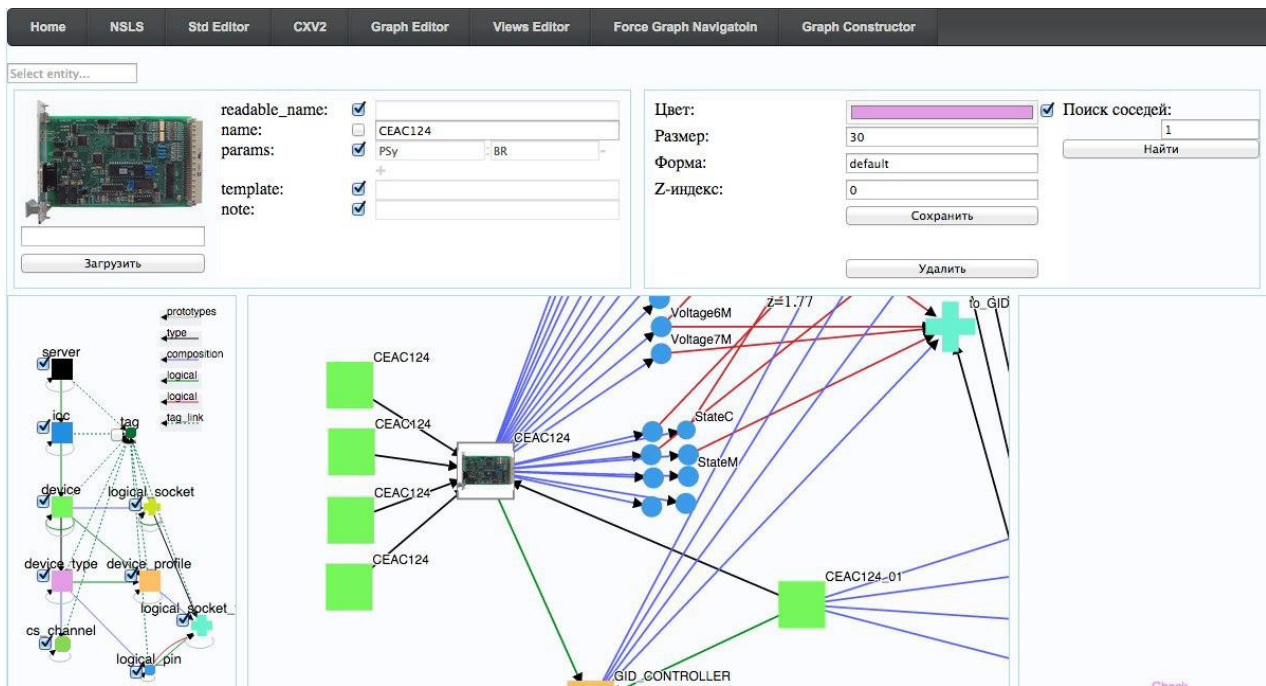 Home NSLS Std Editor CXV2 Graph Editor Views Editor Force Graph Navigatoin Graph Constructor
Select entity...
readable_name:
name: CEAC124
params: PSy : BR -
+
template:
note:
Загрузить
Цвет: Поиск соседей:
1
Размер: 30
Найти
Форма: default
Z-индекс: 0
Сохранить
Удалить
prototypes
type
composition
logical
logical
tag_link
server
ioc
tag
device
logical_socket
device_type
device_profile
logical_socket_
cs_channel
logical_pin
z=1.77
to_GID
Voltage6M
Voltage7M
CEAC124
CEAC124
CEAC124
CEAC124
CEAC124
StateC
StateM
CEAC124_01
GID_CONTROLLER